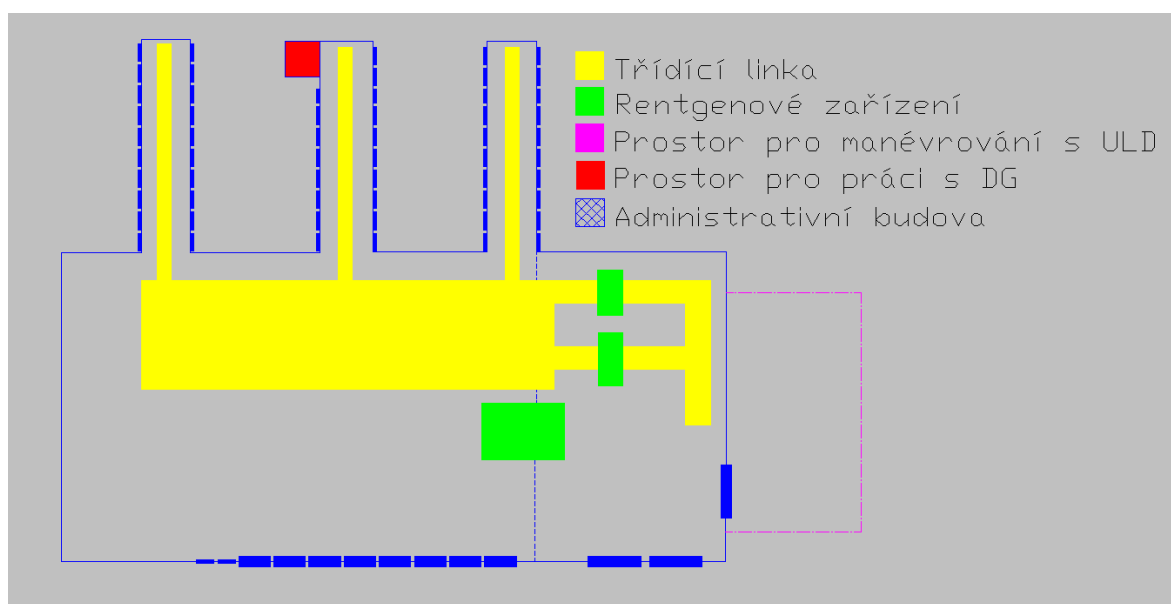 Třídící linka
Rentgenové zařízení
Prostor pro manévrování s ULD
Prostor pro práci s DG
Administrativní budova